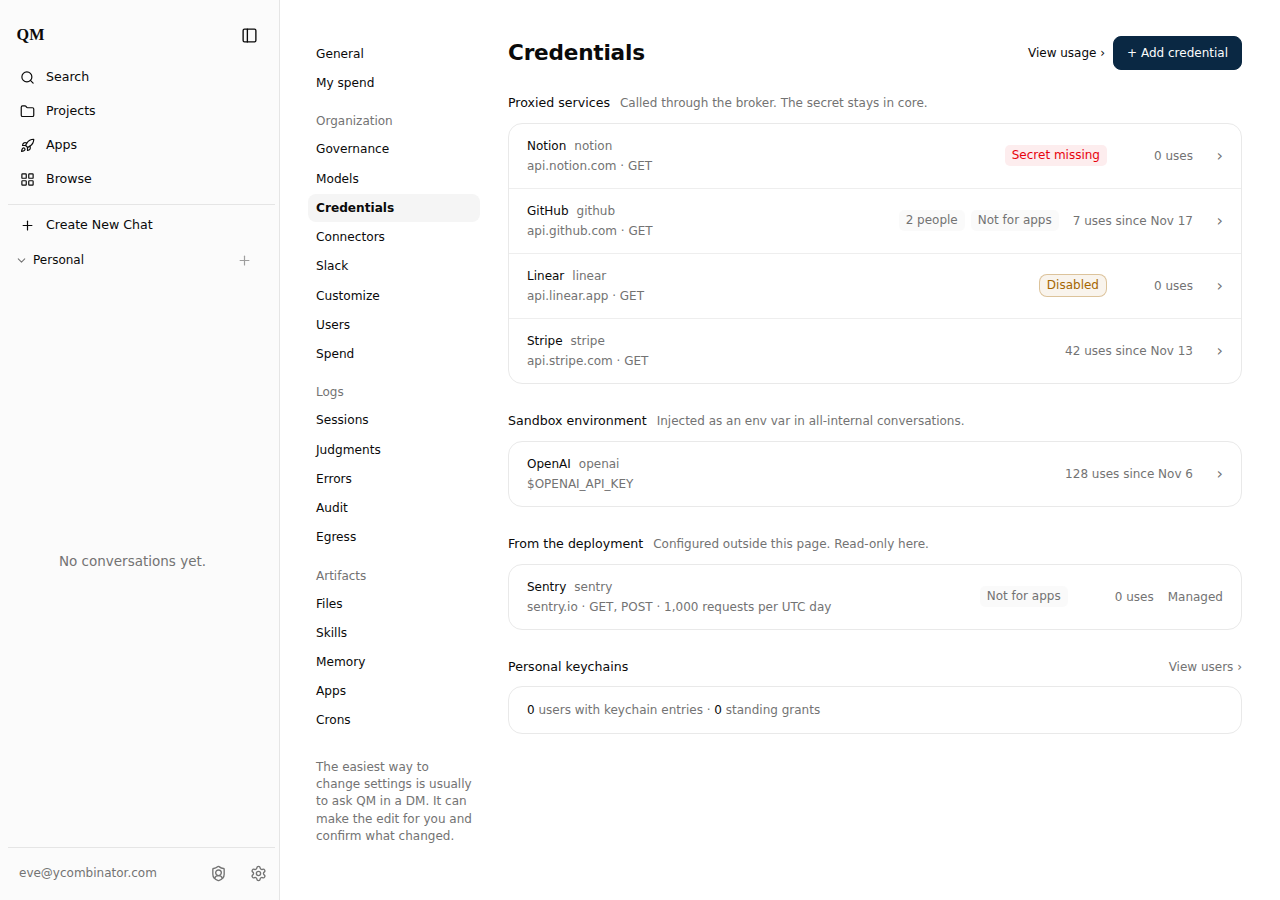 QM
Search
Projects
Apps
Browse
Create New Chat
Personal
No conversations yet.
eve@ycombinator.com
General
My spend
Organization
Governance
Models
Credentials
Connectors
Slack
Customize
Users
Spend
Logs
Sessions
Judgments
Errors
Audit
Egress
Artifacts
Files
Skills
Memory
Apps
Crons
The easiest way to
change settings is usually
to ask QM in a DM. It can
make the edit for you and
confirm what changed.
Credentials
View usage ›
+ Add credential
Proxied services Called through the broker. The secret stays in core.
Notion notion
api.notion.com · GET
Secret missing
0 uses ›
GitHub github
api.github.com · GET
2 people
Not for apps
7 uses since Nov 17 ›
Linear linear
api.linear.app · GET
Disabled
0 uses ›
Stripe stripe
api.stripe.com · GET
42 uses since Nov 13 ›
Sandbox environment Injected as an env var in all-internal conversations.
OpenAI openai
$OPENAI_API_KEY
128 uses since Nov 6 ›
From the deployment Configured outside this page. Read-only here.
Sentry sentry
sentry.io · GET, POST · 1,000 requests per UTC day
Not for apps
0 uses
Managed
Personal keychains
View users ›
0 users with keychain entries · 0 standing grants